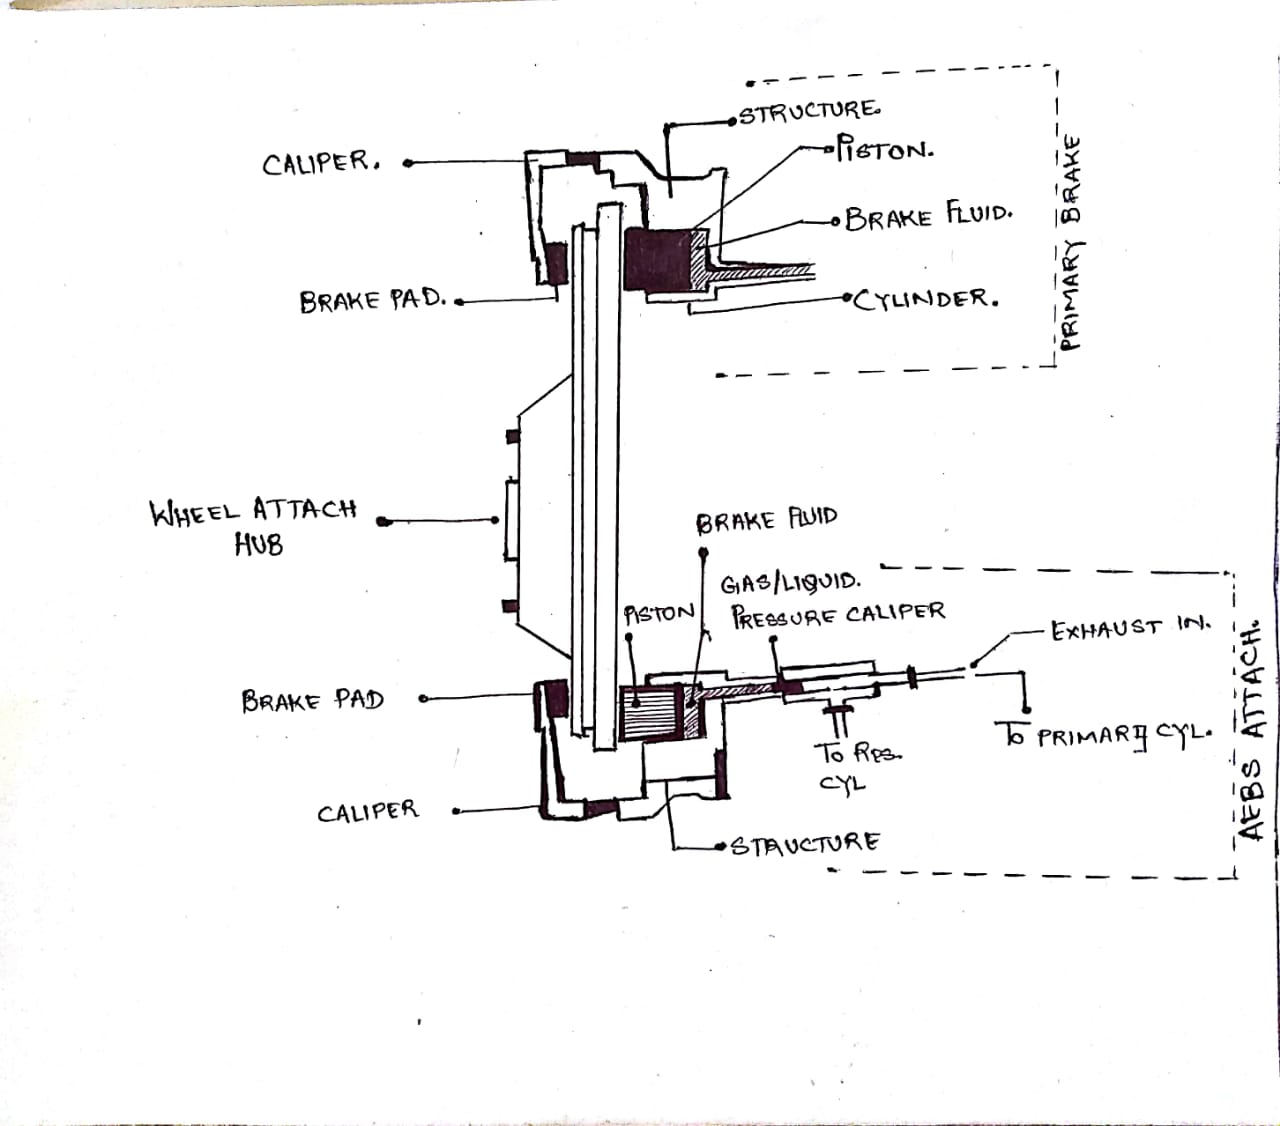 STRUCTURE.
CALIPER.
PISTON.
BRAKE FLUID.
BRAKE PAD.
CYLINDER.
PRIMARY BRAKE
WHEEL ATTACH
HUB
BRAKE FLUID
GAS/LIQUID.
PISTON
PRESSURE CALIPER
EXHAUST IN.
BRAKE PAD
TO PRIMARY CYL.
TO RES.
CYL
CALIPER
STRUCTURE
AEBS ATTACH.